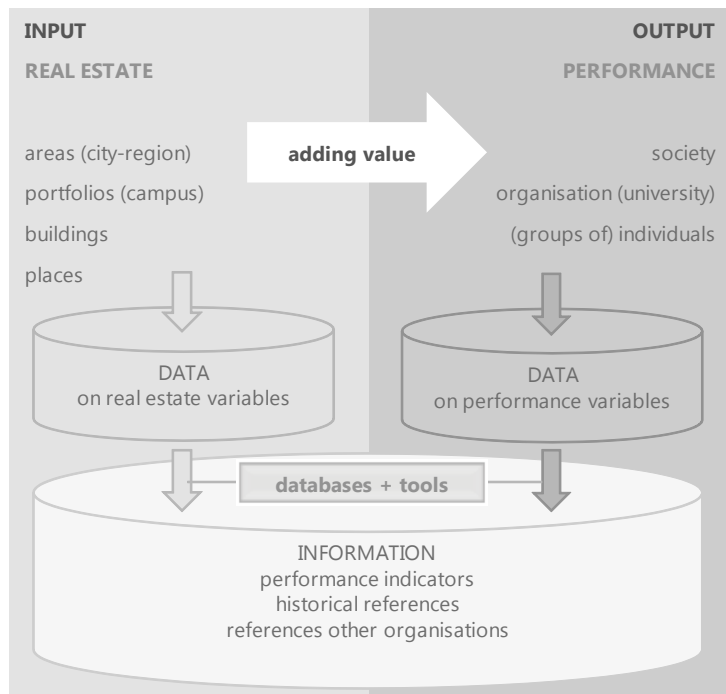 INPUT
OUTPUT
REAL ESTATE
PERFORMANCE
areas (city-region)
adding value
society
portfolios (campus)
organisation (university)
buildings
(groups of) individuals
places
DATA
on real estate variables
DATA
on performance variables
databases + tools
INFORMATION
performance indicators
historical references
references other organisations